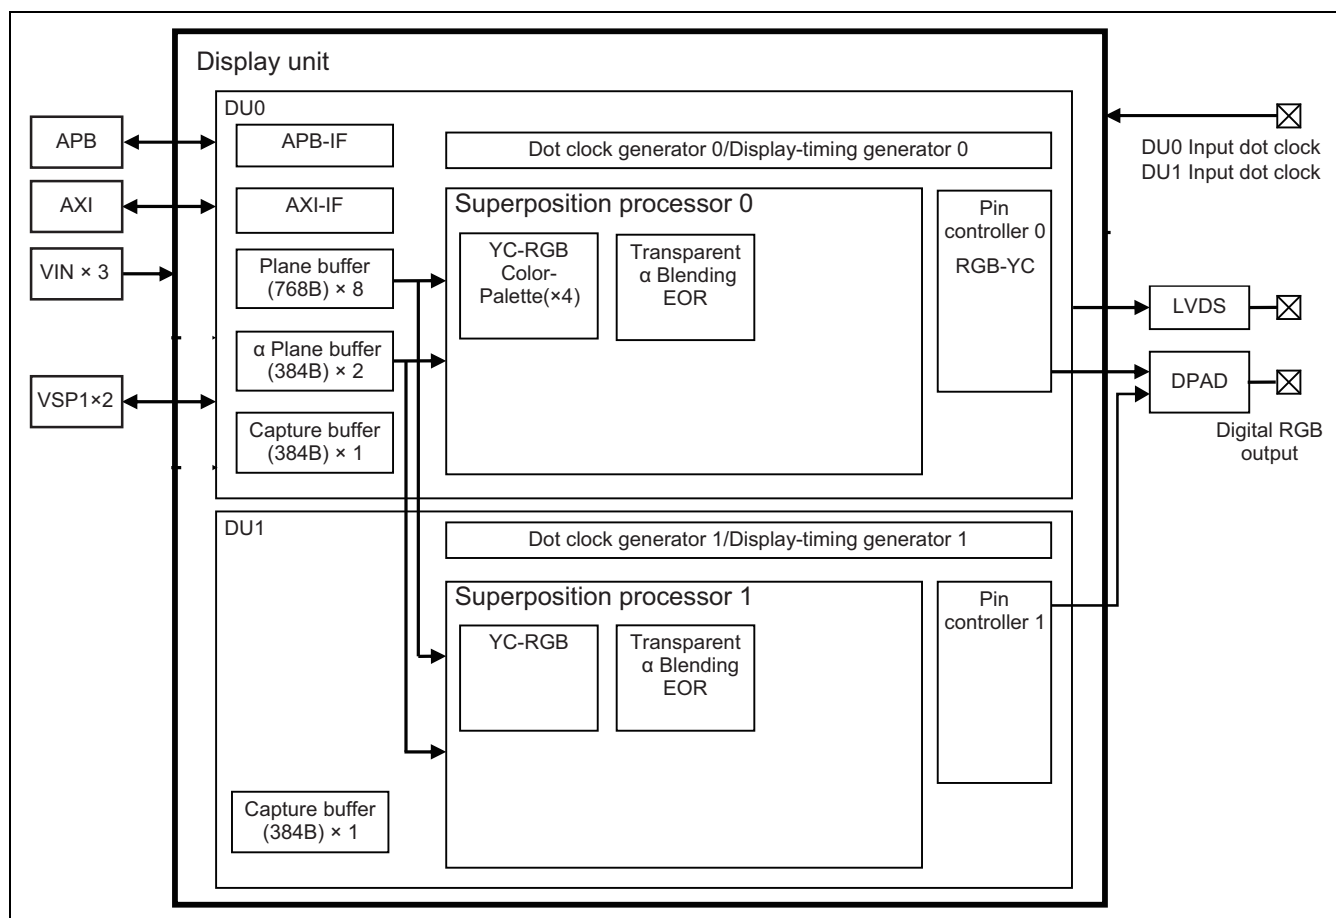 Display unit
DU0
APB
APB-IF
AXI
AXI-IF
VIN × 3
VSP1×2
Plane buffer
(768B) × 8
α Plane buffer
(384B) × 2
Capture buffer
(384B) × 1
Dot clock generator 0/Display-timing generator 0
Superposition processor 0
YC-RGB
Color-
Palette(×4)
Transparent
α Blending
EOR
Pin
controller 0
RGB-YC
DU0 Input dot clock
DU1 Input dot clock
LVDS
DPAD
Digital RGB
output
DU1
Dot clock generator 1/Display-timing generator 1
Superposition processor 1
YC-RGB
Transparent
α Blending
EOR
Pin
controller 1
Capture buffer
(384B) × 1